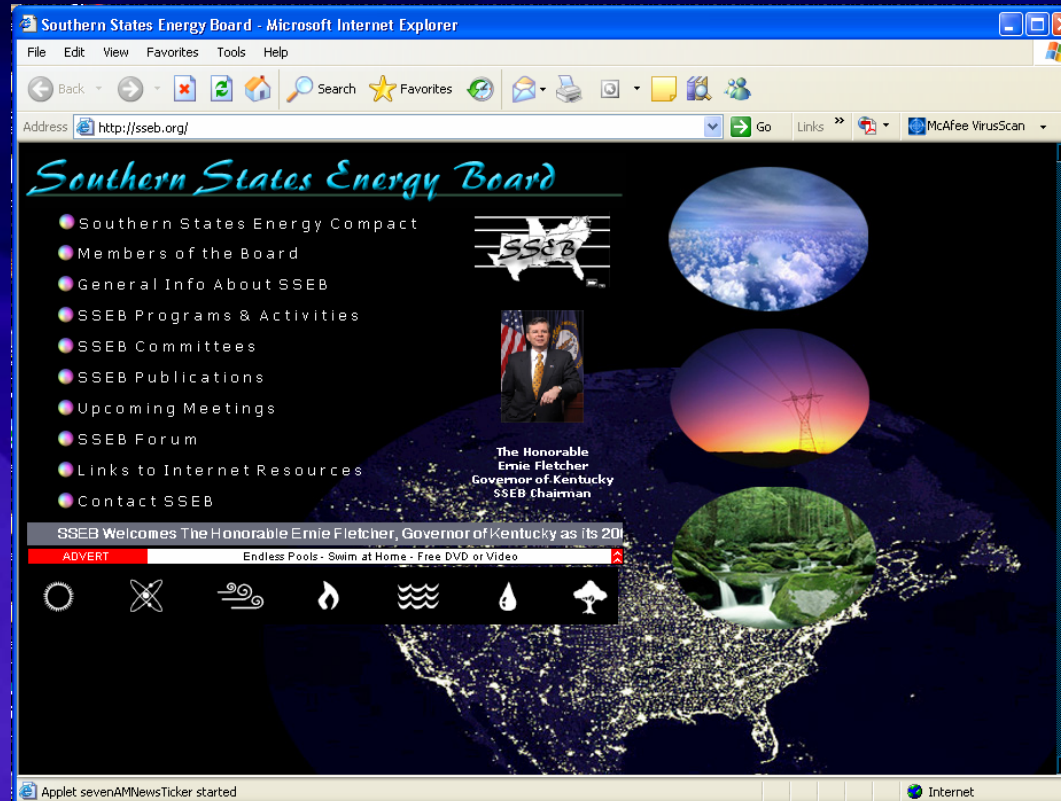 Southern States Energy Board - Microsoft Internet Explorer
File Edit View Favorites Tools Help
Back Search Favorites
Address http://sseb.org/ Go Links » McAfee VirusScan
Southern States Energy Board
Southern States Energy Compact
Members of the Board
General Info About SSEB
SSEB Programs & Activities
SSEB Committees
SSEB Publications
Upcoming Meetings
SSEB Forum
Links to Internet Resources
Contact SSEB
SSEB
The Honorable
Ernie Fletcher
Governor of Kentucky
SSEB Chairman
SSEB Welcomes The Honorable Ernie Fletcher, Governor of Kentucky as its 20
ADVERT Endless Pools - Swim at Home - Free DVD or Video
Applet sevenAMNewsTicker started Internet